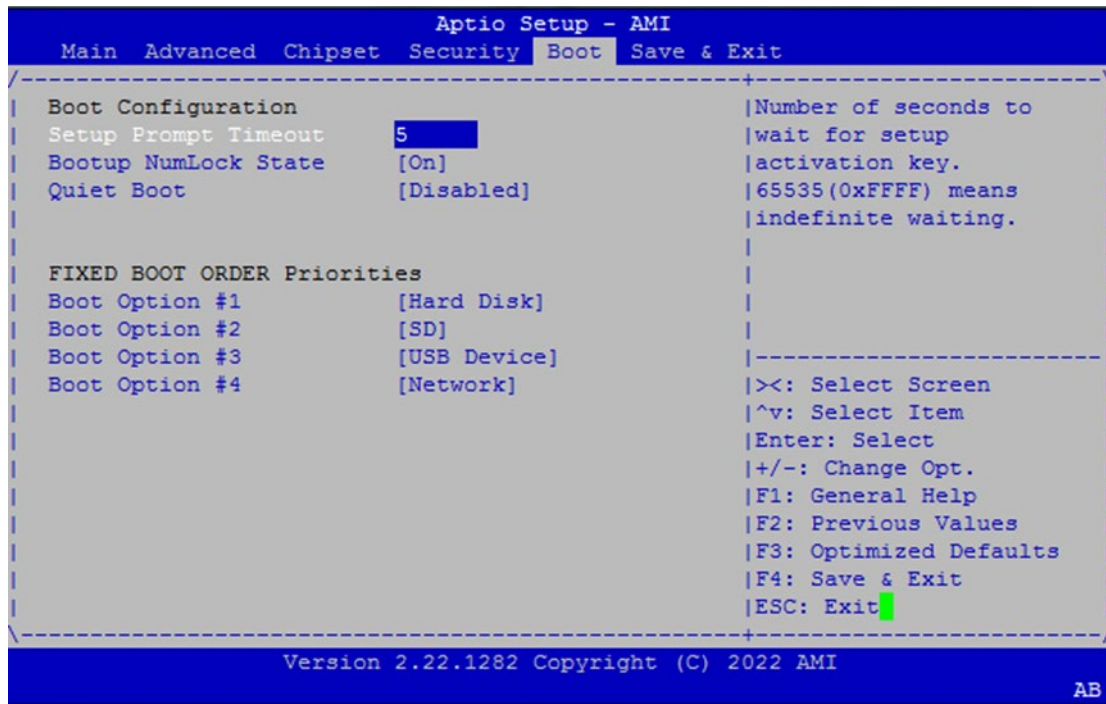 Aptio Setup - AMI
Main Advanced Chipset Security Boot Save & Exit
Boot Configuration
Setup Prompt Timeout 5
Bootup NumLock State [On]
Quiet Boot [Disabled]
FIXED BOOT ORDER Priorities
Boot Option #1 [Hard Disk]
Boot Option #2 [SD]
Boot Option #3 [USB Device]
Boot Option #4 [Network]
Number of seconds to
wait for setup
activation key.
65535(0xFFFF) means
indefinite waiting.
><: Select Screen
^v: Select Item
Enter: Select
+/-: Change Opt.
F1: General Help
F2: Previous Values
F3: Optimized Defaults
F4: Save & Exit
ESC: Exit
Version 2.22.1282 Copyright (C) 2022 AMI
AB